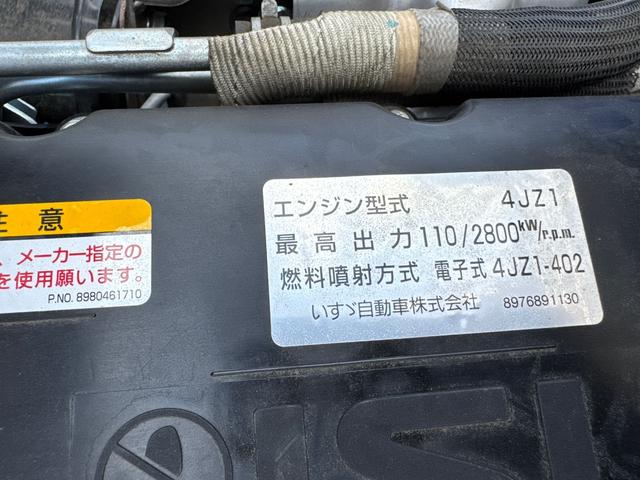 注意
、メーカー指定の
を使用願います。
P.NO. 8980461710
エンジン型式 4JZ1
最高出力 110/2800kW/r.p.m.
燃料噴射方式 電子式 4JZ1-402
いすゞ自動車株式会社 8976891130